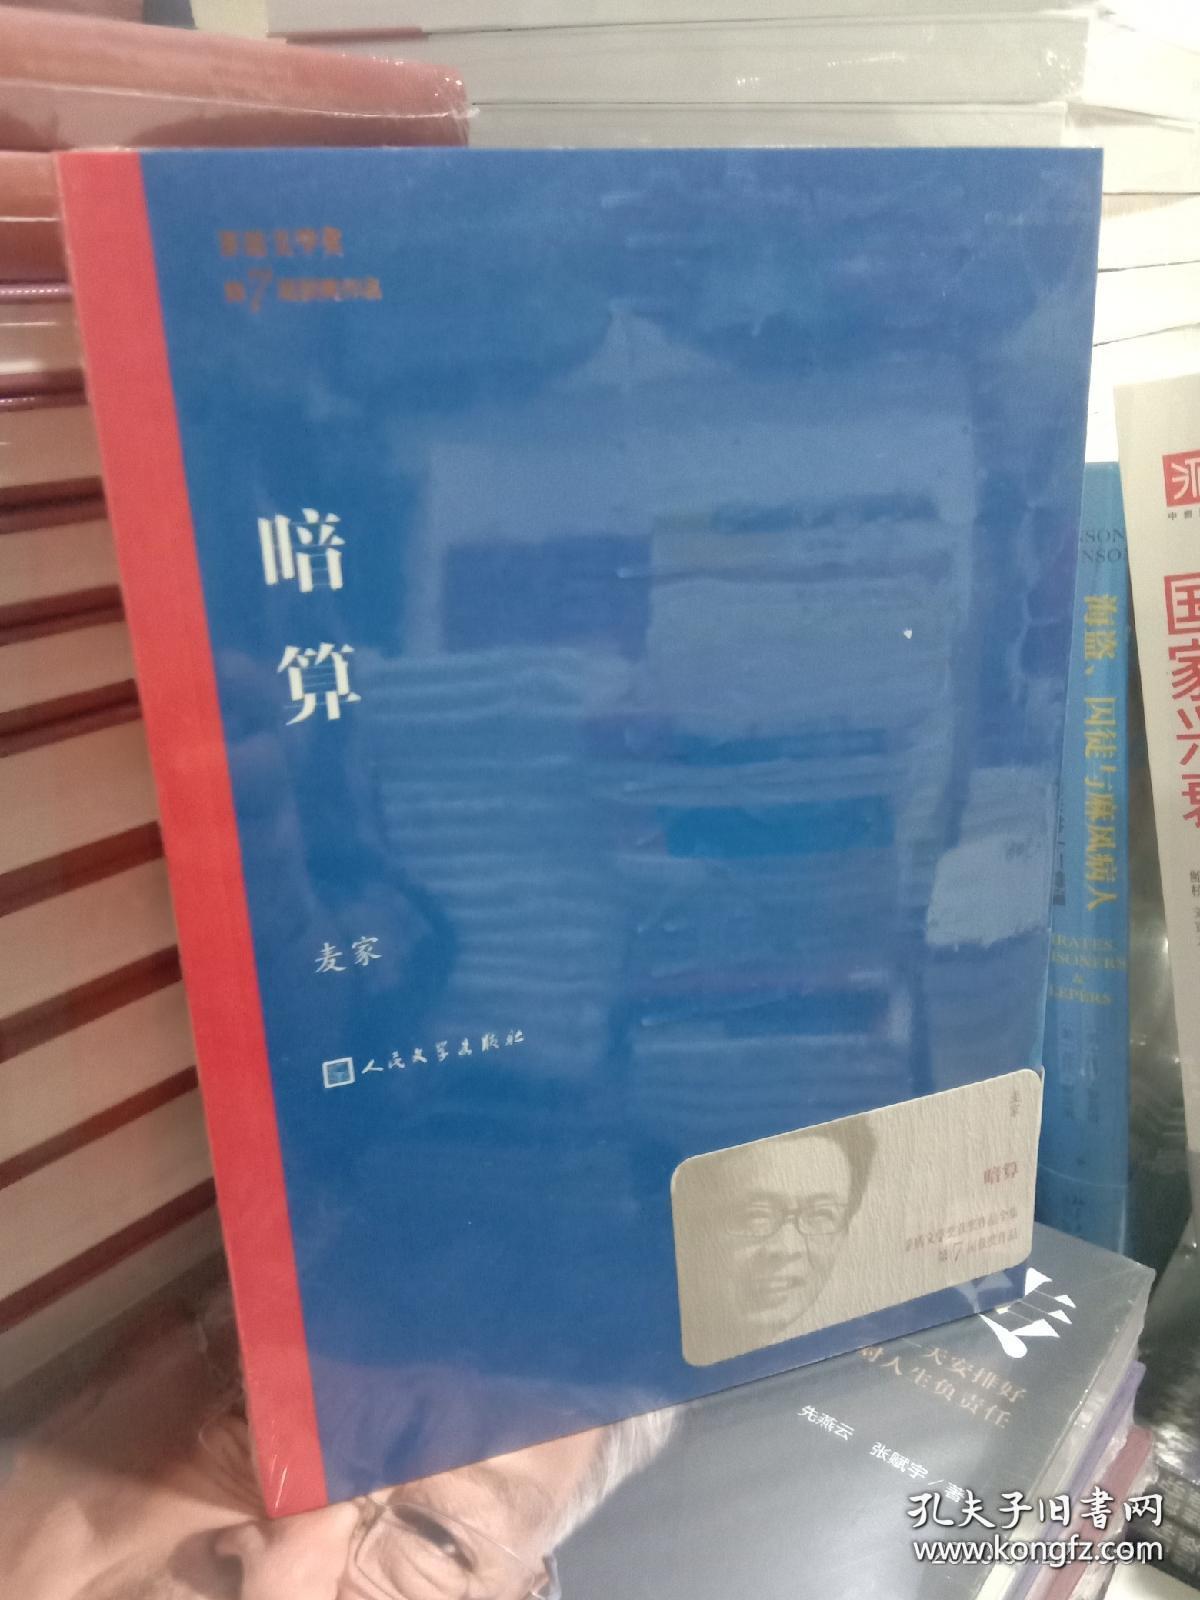 茅盾文学奖
第7届获奖作品
暗算
麦家
人民文学出版社
麦家
暗算
茅盾文学奖获奖作品全集
第7届获奖作品
海盗、囚徒与麻风病人
LEPERS
&
国家兴衰
天安排好
对人生负责任
先燕云 张赋宇/著
孔夫子旧书网
www.kongfz.com